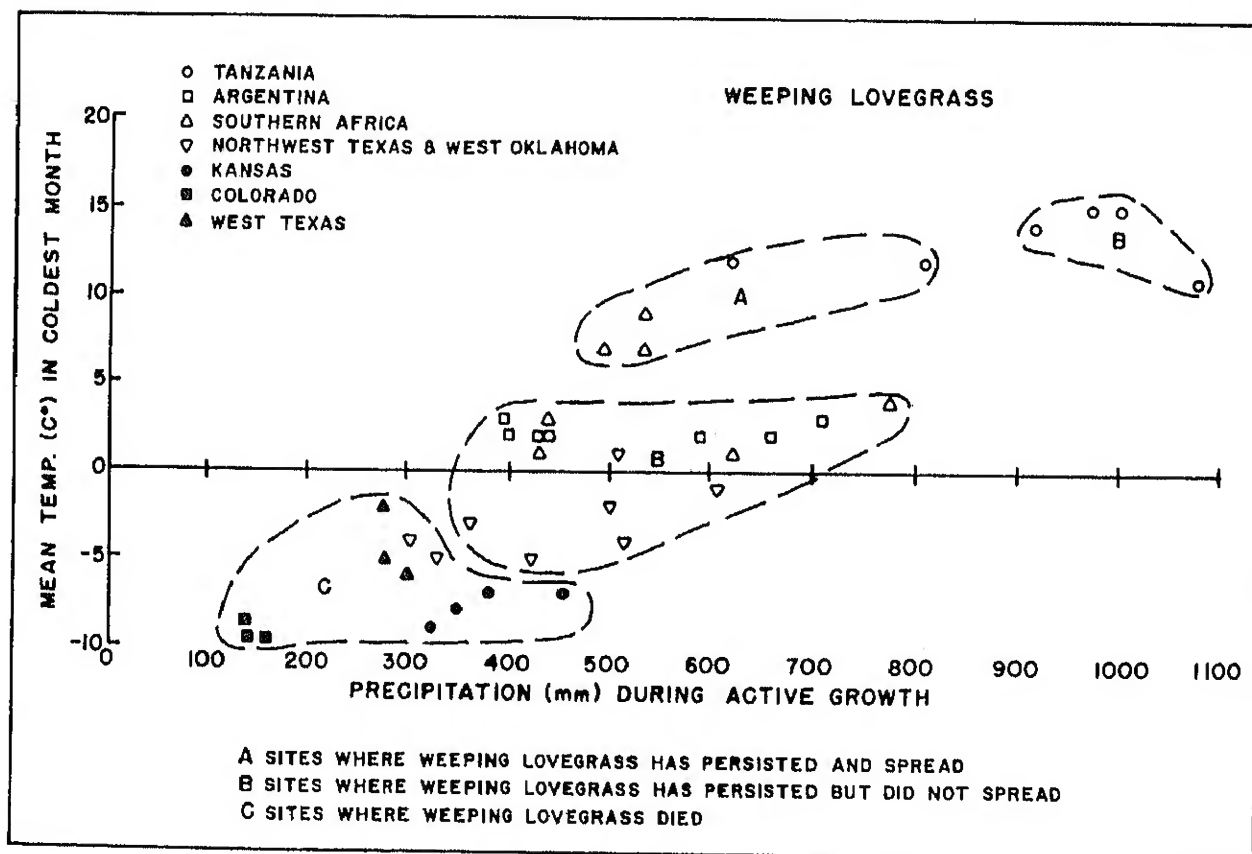 WEEPING LOVEGRASS
O TANZANIA
□ ARGENTINA
△ SOUTHERN AFRICA
▽ NORTHWEST TEXAS & WEST OKLAHOMA
● KANSAS
■ COLORADO
▲ WEST TEXAS
MEAN TEMP. (C°) IN COLDEST MONTH
20
15
10
5
0
-5
-10
A
B
B
C
0 100 200 300 400 500 600 700 800 900 1000 1100
PRECIPITATION (mm) DURING ACTIVE GROWTH
A SITES WHERE WEEPING LOVEGRASS HAS PERSISTED AND SPREAD
B SITES WHERE WEEPING LOVEGRASS HAS PERSISTED BUT DID NOT SPREAD
C SITES WHERE WEEPING LOVEGRASS DIED